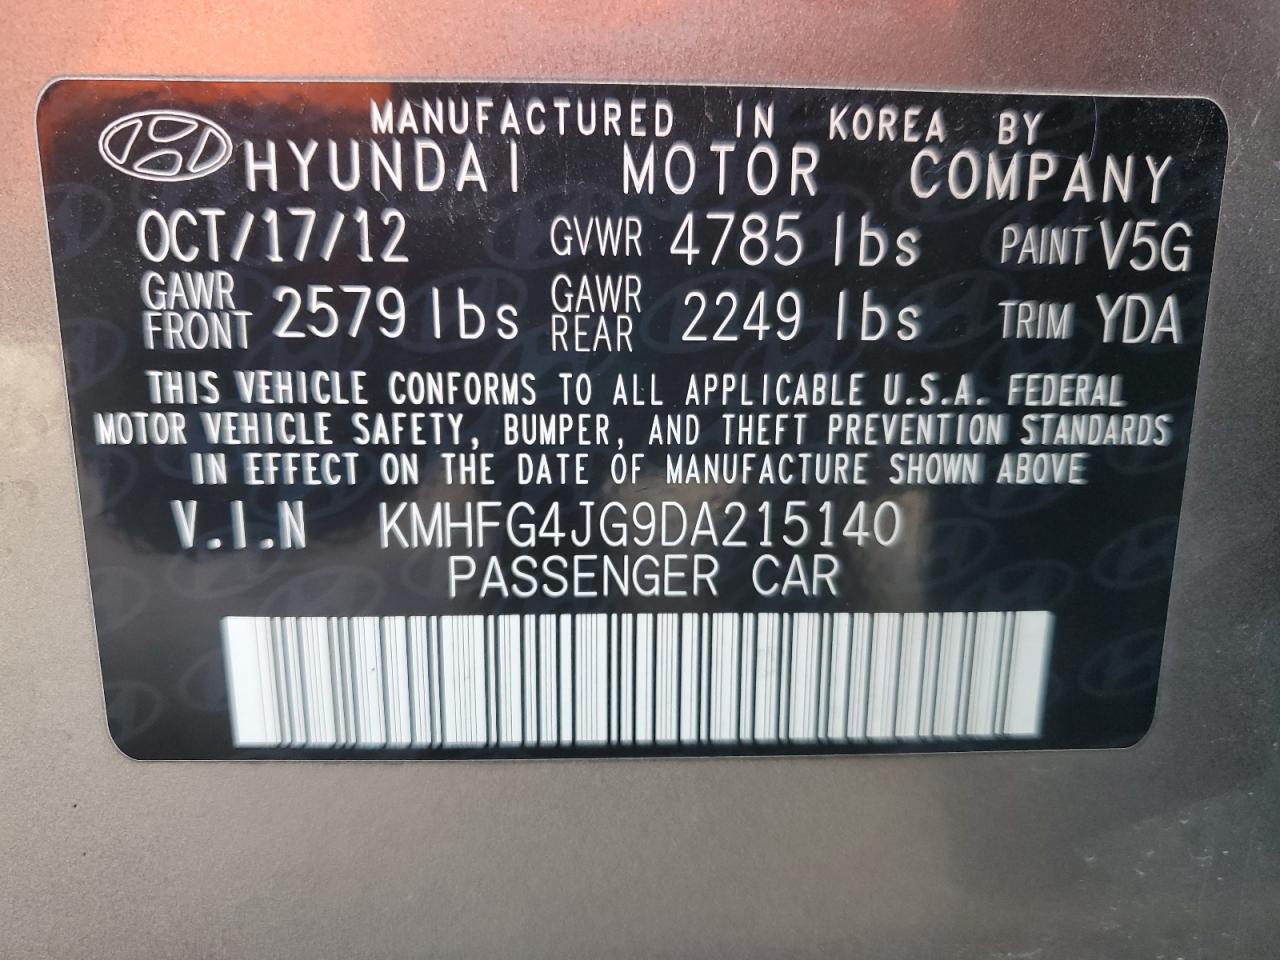 MANUFACTURED IN KOREA BY
HYUNDAI MOTOR COMPANY
OCT/17/12 GVWR 4785 lbs PAINT V5G
GAWR FRONT 2579 lbs GAWR REAR 2249 lbs TRIM YDA
THIS VEHICLE CONFORMS TO ALL APPLICABLE U.S.A. FEDERAL
MOTOR VEHICLE SAFETY, BUMPER, AND THEFT PREVENTION STANDARDS
IN EFFECT ON THE DATE OF MANUFACTURE SHOWN ABOVE
V.I.N KMHFG4JG9DA215140
PASSENGER CAR